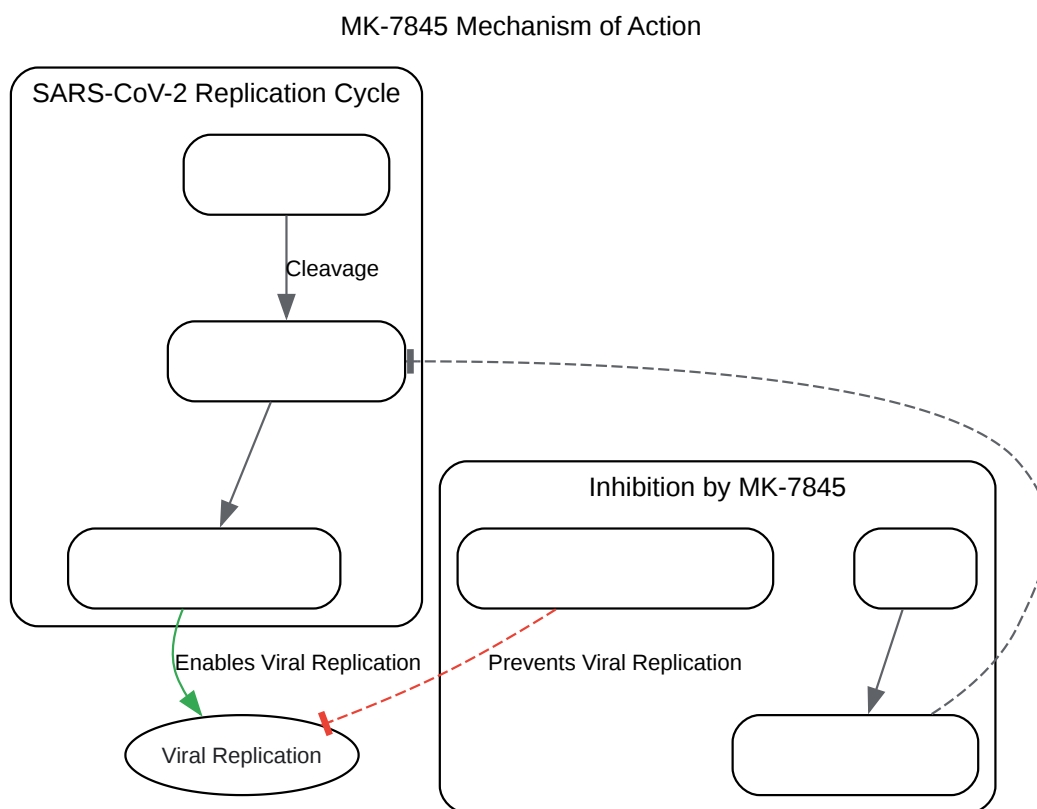 MK-7845 Mechanism of Action
SARS-CoV-2 Replication Cycle
Cleavage
Inhibition by MK-7845
Enables Viral Replication
Prevents Viral Replication
Viral Replication